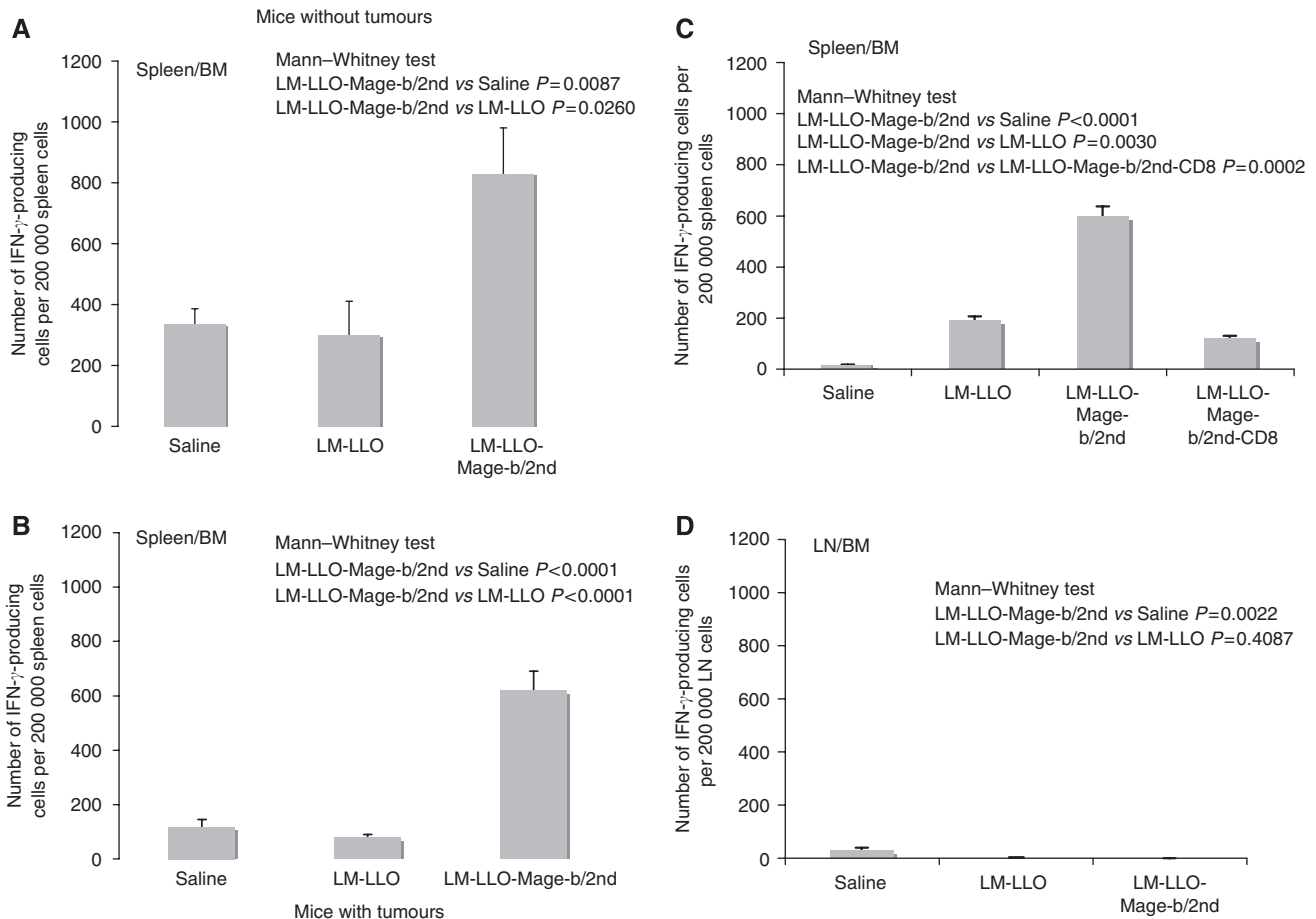 A
Mice without tumours
Spleen/BM
Mann–Whitney test
LM-LLO-Mage-b/2nd vs Saline P=0.0087
LM-LLO-Mage-b/2nd vs LM-LLO P=0.0260
Number of IFN-γ-producing
cells per 200 000 spleen cells
1200
1000
800
600
400
200
0
Saline
LM-LLO
LM-LLO-
Mage-b/2nd
B
Spleen/BM
Mann–Whitney test
LM-LLO-Mage-b/2nd vs Saline P<0.0001
LM-LLO-Mage-b/2nd vs LM-LLO P<0.0001
Number of IFN-γ-producing
cells per 200 000 spleen cells
1200
1000
800
600
400
200
0
Saline
LM-LLO
LM-LLO-Mage-b/2nd
Mice with tumours
C
Spleen/BM
Mann–Whitney test
LM-LLO-Mage-b/2nd vs Saline P<0.0001
LM-LLO-Mage-b/2nd vs LM-LLO P=0.0030
LM-LLO-Mage-b/2nd vs LM-LLO-Mage-b/2nd-CD8 P=0.0002
Number of IFN-γ-producing cells per
200 000 spleen cells
1200
1000
800
600
400
200
0
Saline
LM-LLO
LM-LLO-
Mage-
b/2nd
LM-LLO-
Mage-
b/2nd-CD8
D
LN/BM
Mann–Whitney test
LM-LLO-Mage-b/2nd vs Saline P=0.0022
LM-LLO-Mage-b/2nd vs LM-LLO P=0.4087
Number of IFN-γ-producing cells
per 200 000 LN cells
1200
1000
800
600
400
200
0
Saline
LM-LLO
LM-LLO-
Mage-b/2nd